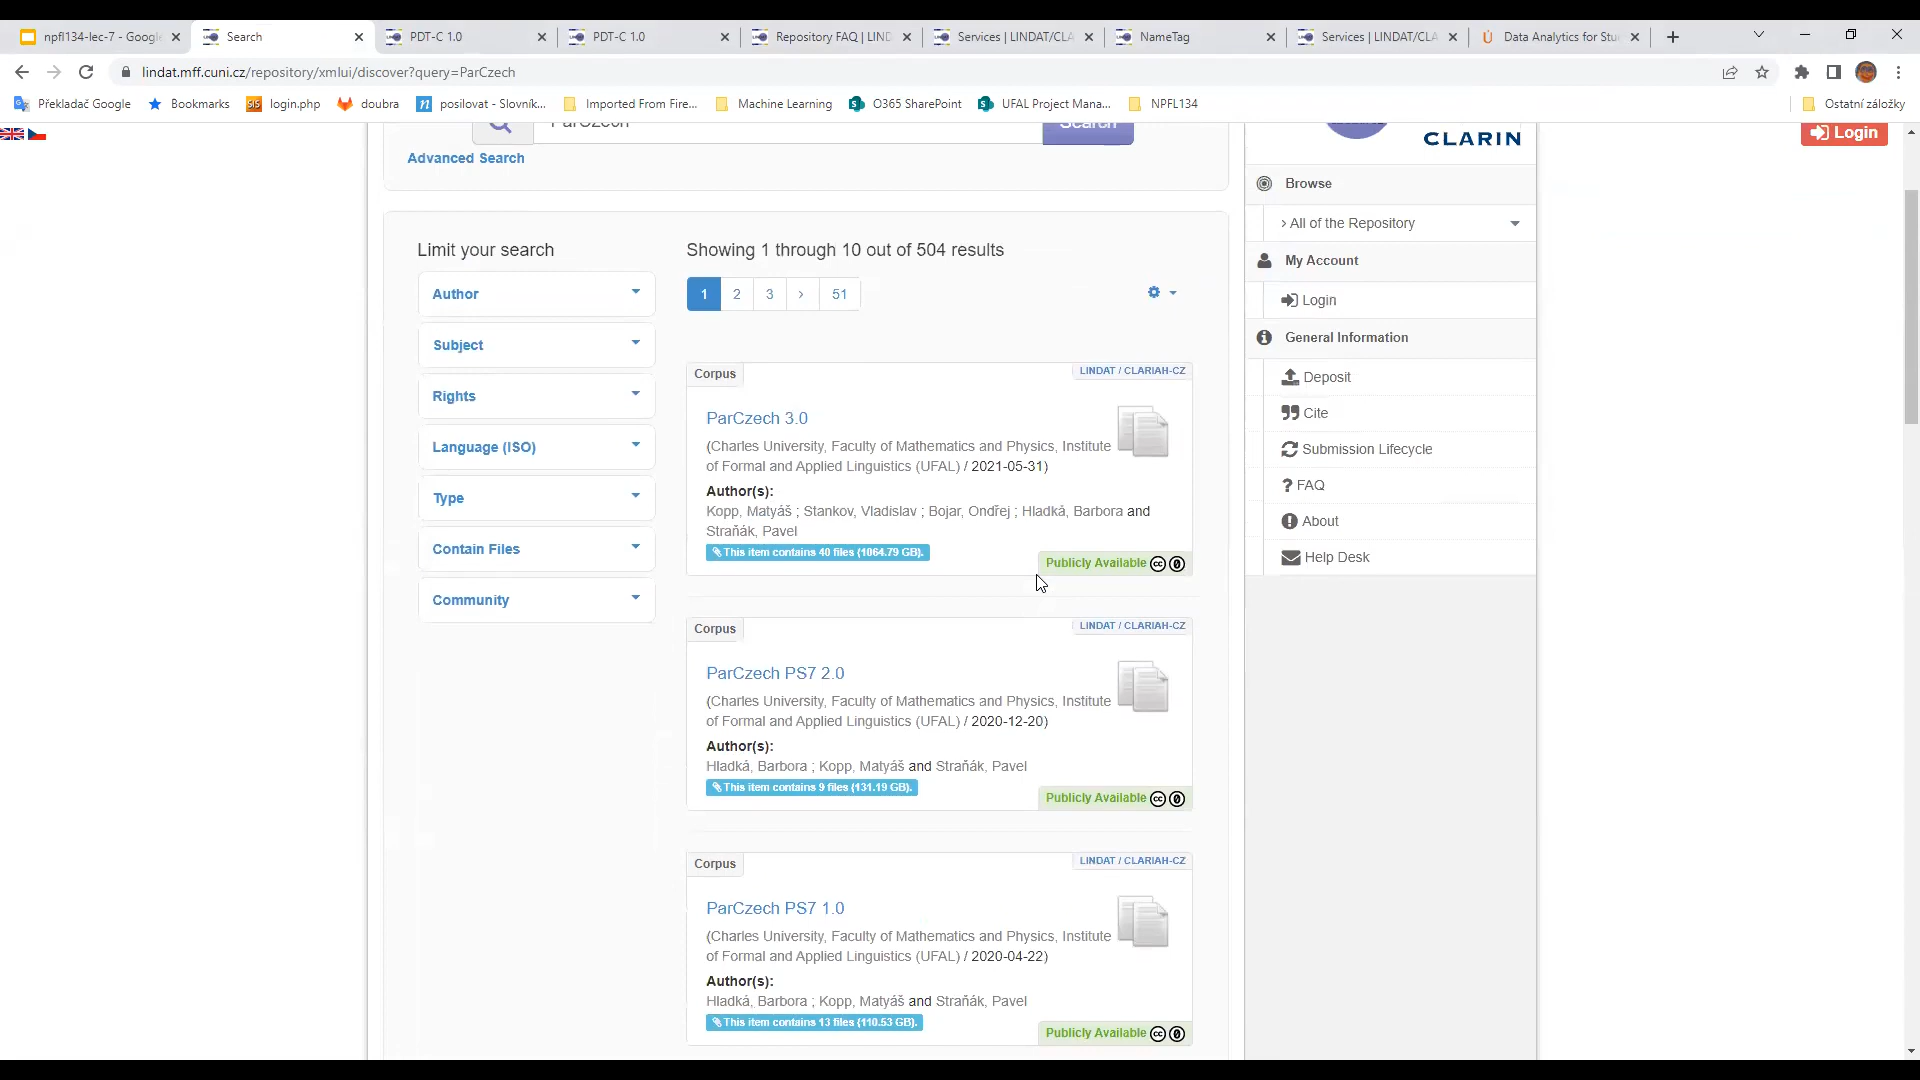 npfl134-lec-7 - Google
Search
PDT-C 1.0
PDT-C 1.0
Repository FAQ | LIND
Services | LINDAT/CLA
NameTag
Services | LINDAT/CLA
Data Analytics for Stu
lindat.mff.cuni.cz/repository/xmlui/discover?query=ParCzech
Překladač Google
Bookmarks
login.php
doubra
posilovat - Slovník...
Imported From Fire...
Machine Learning
O365 SharePoint
UFAL Project Mana...
NPFL134
Ostatní záložky
ParCzech
Search
CLARIN
Login
Advanced Search
Limit your search
Author
Subject
Rights
Language (ISO)
Type
Contain Files
Community
Showing 1 through 10 out of 504 results
1 2 3 › 51
Corpus
LINDAT / CLARIAH-CZ
ParCzech 3.0
(Charles University, Faculty of Mathematics and Physics, Institute
of Formal and Applied Linguistics (UFAL) / 2021-05-31)
Author(s):
Kopp, Matyáš ; Stankov, Vladislav ; Bojar, Ondřej ; Hladká, Barbora and
Straňák, Pavel
This item contains 40 files (1064.79 GB).
Publicly Available
Corpus
LINDAT / CLARIAH-CZ
ParCzech PS7 2.0
(Charles University, Faculty of Mathematics and Physics, Institute
of Formal and Applied Linguistics (UFAL) / 2020-12-20)
Author(s):
Hladká, Barbora ; Kopp, Matyáš and Straňák, Pavel
This item contains 9 files (131.19 GB).
Publicly Available
Corpus
LINDAT / CLARIAH-CZ
ParCzech PS7 1.0
(Charles University, Faculty of Mathematics and Physics, Institute
of Formal and Applied Linguistics (UFAL) / 2020-04-22)
Author(s):
Hladká, Barbora ; Kopp, Matyáš and Straňák, Pavel
This item contains 13 files (110.53 GB).
Publicly Available
Browse
› All of the Repository
My Account
Login
General Information
Deposit
Cite
Submission Lifecycle
FAQ
About
Help Desk